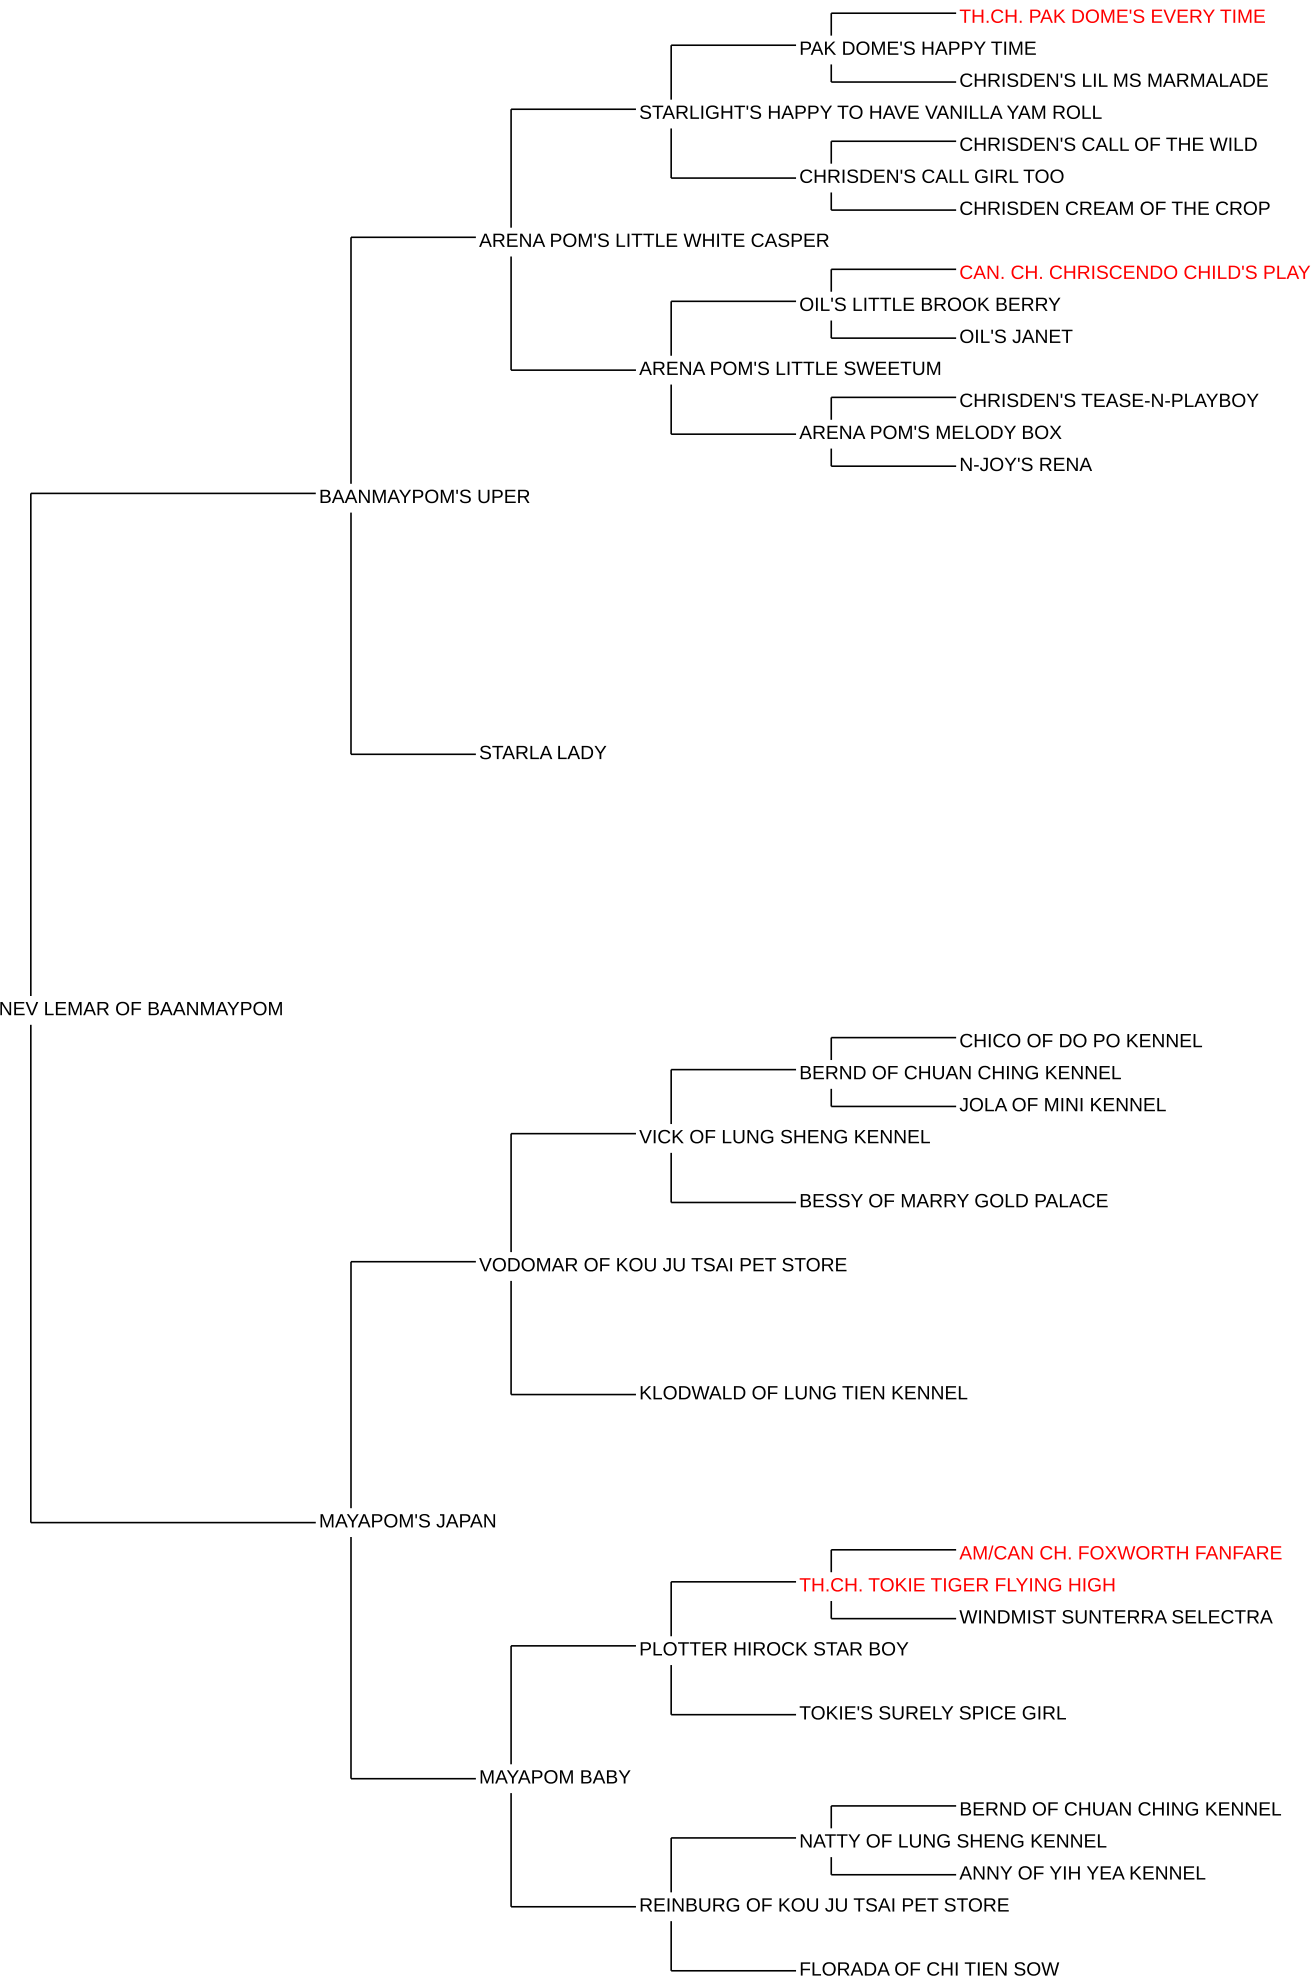 TH.CH. PAK DOME'S EVERY TIME
PAK DOME'S HAPPY TIME
CHRISDEN'S LIL MS MARMALADE
STARLIGHT'S HAPPY TO HAVE VANILLA YAM ROLL
CHRISDEN'S CALL OF THE WILD
CHRISDEN'S CALL GIRL TOO
CHRISDEN CREAM OF THE CROP
ARENA POM'S LITTLE WHITE CASPER
CAN. CH. CHRISCENDO CHILD'S PLAY
OIL'S LITTLE BROOK BERRY
OIL'S JANET
ARENA POM'S LITTLE SWEETUM
CHRISDEN'S TEASE-N-PLAYBOY
ARENA POM'S MELODY BOX
N-JOY'S RENA
BAANMAYPOM'S UPER
STARLA LADY
NEV LEMAR OF BAANMAYPOM
CHICO OF DO PO KENNEL
BERND OF CHUAN CHING KENNEL
JOLA OF MINI KENNEL
VICK OF LUNG SHENG KENNEL
BESSY OF MARRY GOLD PALACE
VODOMAR OF KOU JU TSAI PET STORE
KLODWALD OF LUNG TIEN KENNEL
MAYAPOM'S JAPAN
AM/CAN CH. FOXWORTH FANFARE
TH.CH. TOKIE TIGER FLYING HIGH
WINDMIST SUNTERRA SELECTRA
PLOTTER HIROCK STAR BOY
TOKIE'S SURELY SPICE GIRL
MAYAPOM BABY
BERND OF CHUAN CHING KENNEL
NATTY OF LUNG SHENG KENNEL
ANNY OF YIH YEA KENNEL
REINBURG OF KOU JU TSAI PET STORE
FLORADA OF CHI TIEN SOW